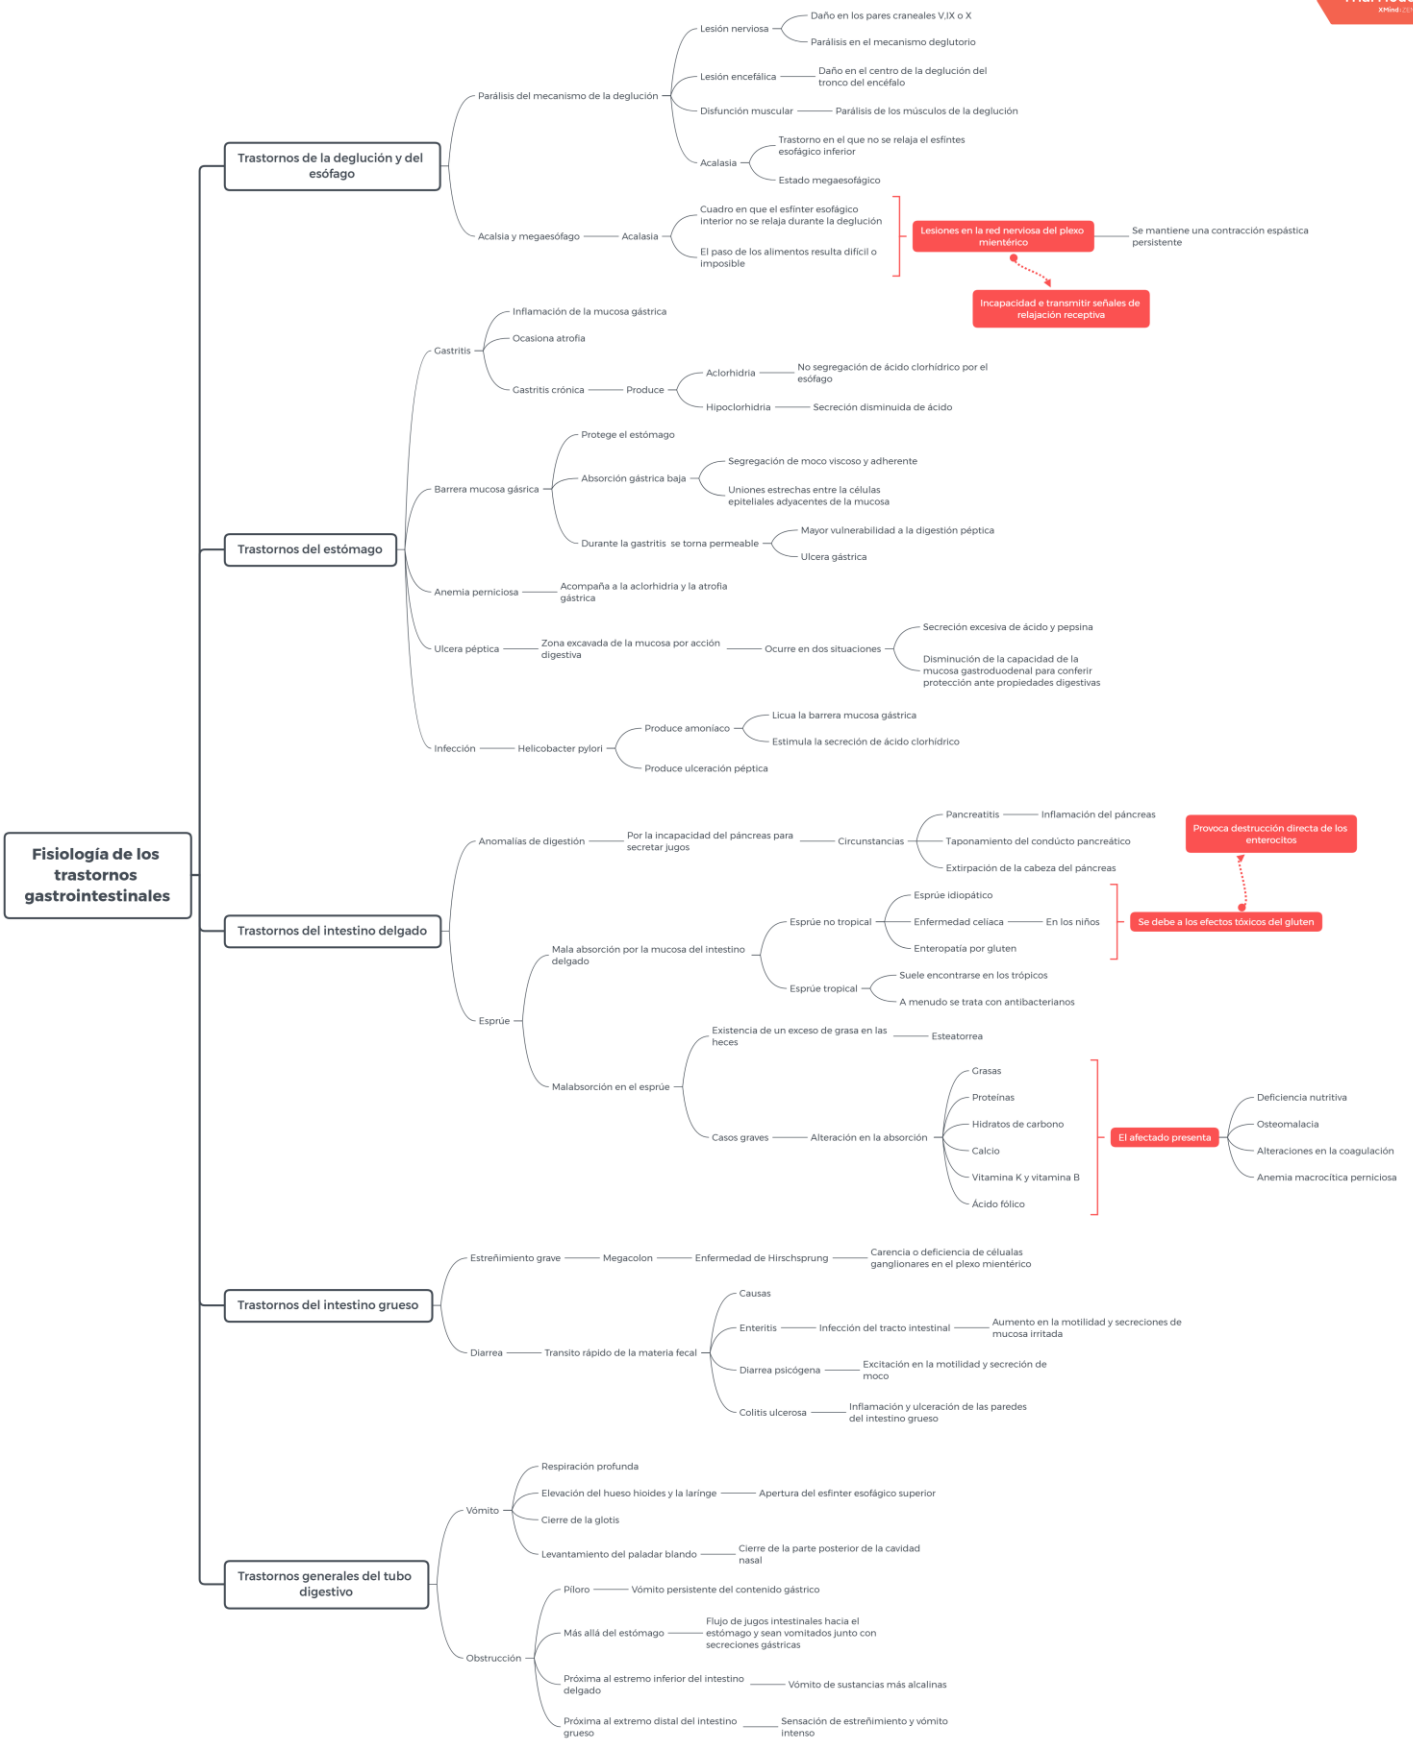 XMind
Daño en los pares craneales V,IX o X
Lesión nerviosa
Parálisis en el mecanismo deglutorio
Lesión encefálica
Daño en el centro de la deglución del
tronco del encéfalo
Parálisis del mecanismo de la deglución
Disfunción muscular
Parálisis de los músculos de la deglución
Trastorno en el que no se relaja el esfintes
esofágico inferior
Acalasia
Estado megaesofágico
Trastornos de la deglución y del
esófago
Cuadro en que el esfínter esofágico
interior no se relaja durante la deglución
Acalsia y megaesófago
Acalasia
El paso de los alimentos resulta difícil o
imposible
Lesiones en la red nerviosa del plexo
mientérico
Se mantiene una contracción espástica
persistente
Incapacidad e transmitir señales de
relajación receptiva
Inflamación de la mucosa gástrica
Ocasiona atrofia
Gastritis
Gastritis crónica
Produce
Aclorhidria
No segregación de ácido clorhídrico por el
esófago
Hipoclorhidria
Secreción disminuida de ácido
Protege el estómago
Absorción gástrica baja
Segregación de moco viscoso y adherente
Uniones estrechas entre la células
epiteliales adyacentes de la mucosa
Barrera mucosa gásrica
Durante la gastritis se torna permeable
Mayor vulnerabilidad a la digestión péptica
Ulcera gástrica
Trastornos del estómago
Anemia perniciosa
Acompaña a la aclorhidria y la atrofia
gástrica
Ulcera péptica
Zona excavada de la mucosa por acción
digestiva
Ocurre en dos situaciones
Secreción excesiva de ácido y pepsina
Disminución de la capacidad de la
mucosa gastroduodenal para conferir
protección ante propiedades digestivas
Infección
Helicobacter pylori
Produce amoníaco
Licua la barrera mucosa gástrica
Estimula la secreción de ácido clorhídrico
Produce ulceración péptica
Fisiología de los
trastornos
gastrointestinales
Anomalías de digestión
Por la incapacidad del páncreas para
secretar jugos
Circunstancias
Pancreatitis
Inflamación del páncreas
Taponamiento del condúcto pancreático
Extirpación de la cabeza del páncreas
Provoca destrucción directa de los
enterocitos
Trastornos del intestino delgado
Mala absorción por la mucosa del intestino
delgado
Esprúe no tropical
Esprúe idiopático
Enfermedad celíaca
En los niños
Enteropatía por gluten
Se debe a los efectos tóxicos del gluten
Esprúe tropical
Suele encontrarse en los trópicos
A menudo se trata con antibacterianos
Esprúe
Malabsorción en el esprúe
Existencia de un exceso de grasa en las
heces
Esteatorrea
Casos graves
Alteración en la absorción
Grasas
Proteínas
Hidratos de carbono
Calcio
Vitamina K y vitamina B
Ácido fólico
El afectado presenta
Deficiencia nutritiva
Osteomalacia
Alteraciones en la coagulación
Anemia macrocítica perniciosa
Trastornos del intestino grueso
Estreñimiento grave
Megacolon
Enfermedad de Hirschsprung
Carencia o deficiencia de célualas
ganglionares en el plexo mientérico
Diarrea
Transito rápido de la materia fecal
Causas
Enteritis
Infección del tracto intestinal
Aumento en la motilidad y secreciones de
mucosa irritada
Diarrea psicógena
Excitación en la motilidad y secreción de
moco
Colitis ulcerosa
Inflamación y ulceración de las paredes
del intestino grueso
Trastornos generales del tubo
digestivo
Vómito
Respiración profunda
Elevación del hueso hioides y la laringe
Apertura del esfínter esofágico superior
Cierre de la glotis
Levantamiento del paladar blando
Cierre de la parte posterior de la cavidad
nasal
Obstrucción
Píloro
Vómito persistente del contenido gástrico
Más allá del estómago
Flujo de jugos intestinales hacia el
estómago y sean vomitados junto con
secreciones gástricas
Próxima al estremo inferior del intestino
delgado
Vómito de sustancias más alcalinas
Próxima al extremo distal del intestino
grueso
Sensación de estreñimiento y vómito
intenso